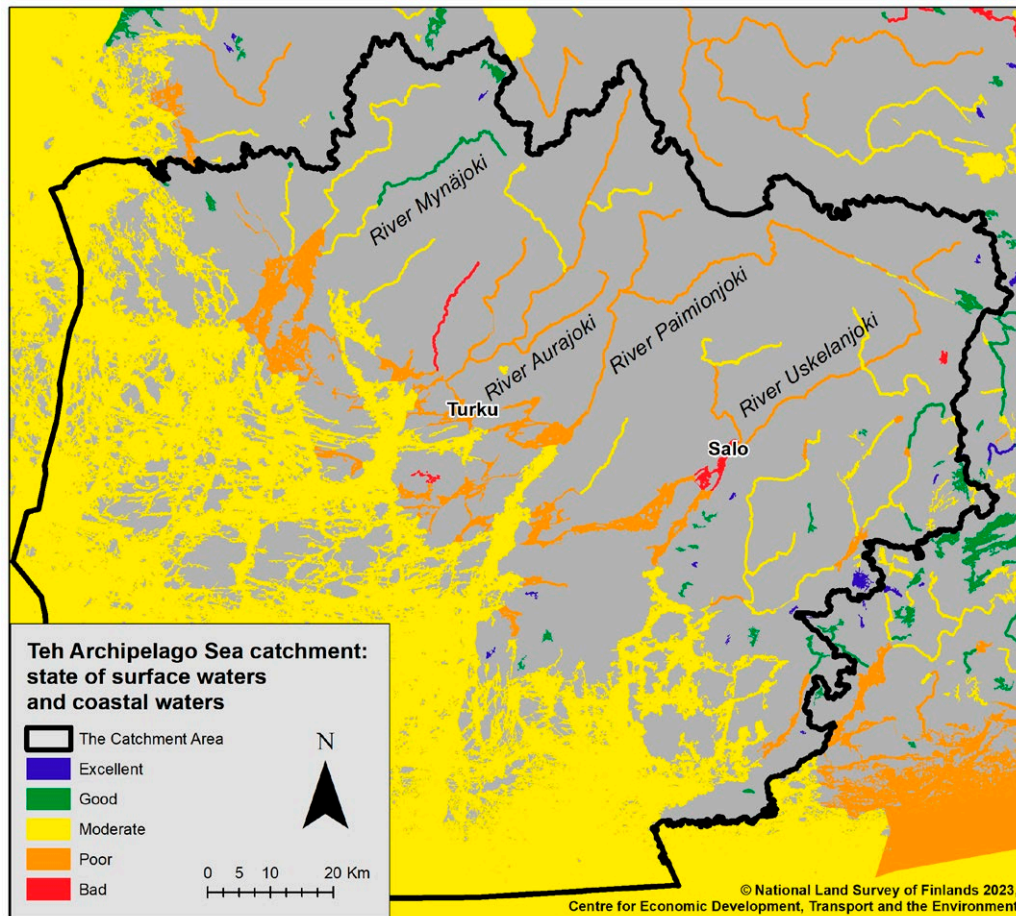 River Mynäjoki
River Aurajoki
River Paimionjoki
River Uskelanjoki
Turku
Salo
Teh Archipelago Sea catchment:
state of surface waters
and coastal waters
The Catchment Area
Excellent
Good
Moderate
Poor
Bad
N
0 5 10 20 Km
© National Land Survey of Finlands 2023,
Centre for Economic Development, Transport and the Environment